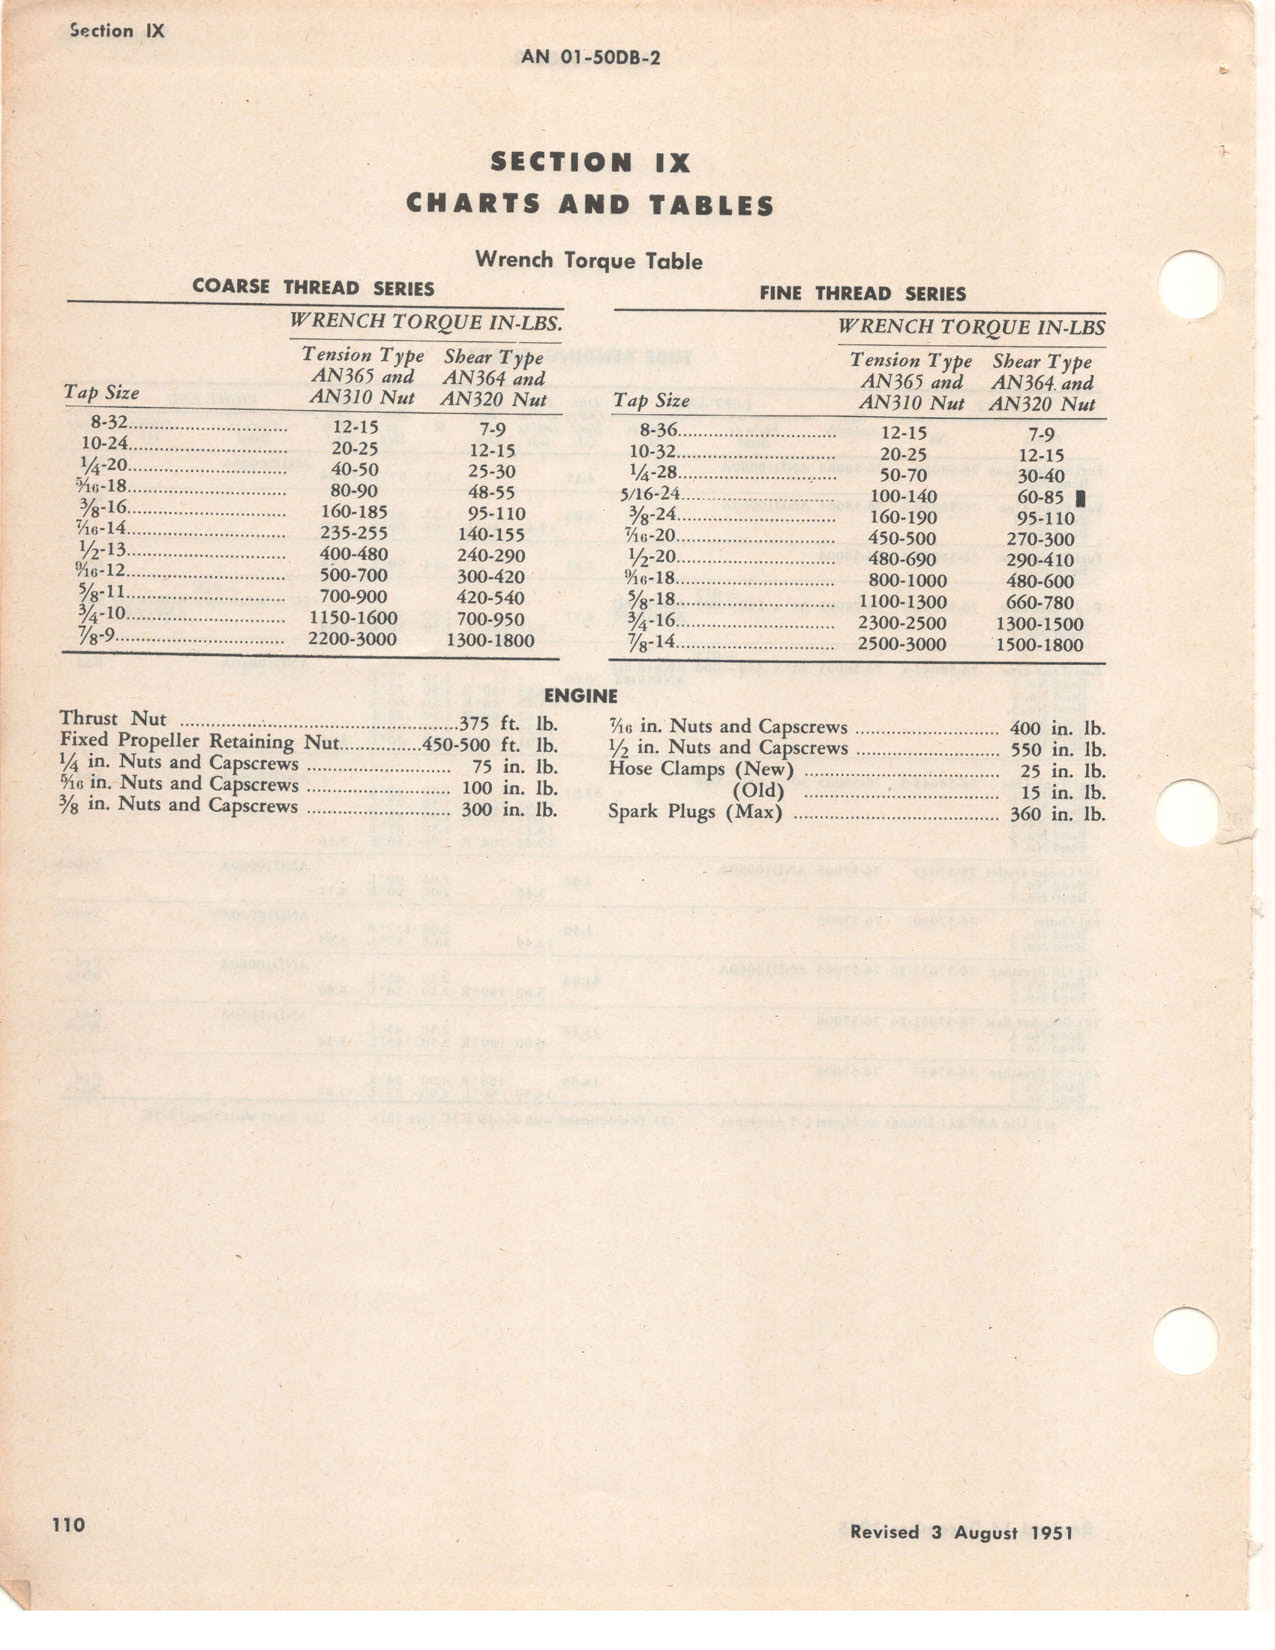 Section IX
AN 01-50DB-2
SECTION IX
CHARTS AND TABLES
Wrench Torque Table
COARSE THREAD SERIES
WRENCH TORQUE IN-LBS.
Tension Type Shear Type
AN365 and AN364 and
Tap Size AN310 Nut AN320 Nut
8-32 12-15 7-9
10-24 20-25 12-15
1/4-20 40-50 25-30
5/16-18 80-90 48-55
3/8-16 160-185 95-110
7/16-14 235-255 140-155
1/2-13 400-480 240-290
9/16-12 500-700 300-420
5/8-11 700-900 420-540
3/4-10 1150-1600 700-950
7/8-9 2200-3000 1300-1800
FINE THREAD SERIES
WRENCH TORQUE IN-LBS
Tension Type Shear Type
AN365 and AN364 and
Tap Size AN310 Nut AN320 Nut
8-36 12-15 7-9
10-32 20-25 12-15
1/4-28 50-70 30-40
5/16-24 100-140 60-85
3/8-24 160-190 95-110
7/16-20 450-500 270-300
1/2-20 480-690 290-410
9/16-18 800-1000 480-600
5/8-18 1100-1300 660-780
3/4-16 2300-2500 1300-1500
7/8-14 2500-3000 1500-1800
ENGINE
Thrust Nut 375 ft. lb.
Fixed Propeller Retaining Nut 450-500 ft. lb.
1/4 in. Nuts and Capscrews 75 in. lb.
5/16 in. Nuts and Capscrews 100 in. lb.
3/8 in. Nuts and Capscrews 300 in. lb.
7/16 in. Nuts and Capscrews 400 in. lb.
1/2 in. Nuts and Capscrews 550 in. lb.
Hose Clamps (New) 25 in. lb.
(Old) 15 in. lb.
Spark Plugs (Max) 360 in. lb.
110
Revised 3 August 1951